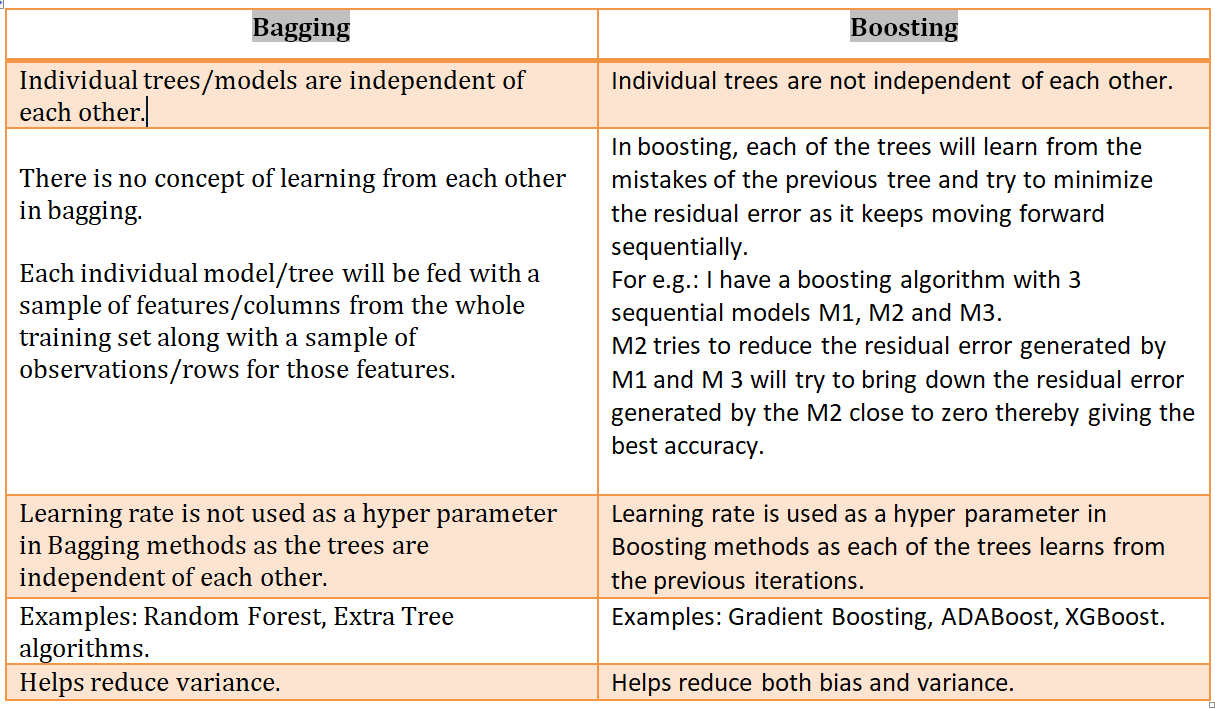 Bagging
Boosting
Individual trees/models are independent of
each other.
Individual trees are not independent of each other.
There is no concept of learning from each other
in bagging.
Each individual model/tree will be fed with a
sample of features/columns from the whole
training set along with a sample of
observations/rows for those features.
In boosting, each of the trees will learn from the
mistakes of the previous tree and try to minimize
the residual error as it keeps moving forward
sequentially.
For e.g.: I have a boosting algorithm with 3
sequential models M1, M2 and M3.
M2 tries to reduce the residual error generated by
M1 and M 3 will try to bring down the residual error
generated by the M2 close to zero thereby giving the
best accuracy.
Learning rate is not used as a hyper parameter
in Bagging methods as the trees are
independent of each other.
Learning rate is used as a hyper parameter in
Boosting methods as each of the trees learns from
the previous iterations.
Examples: Random Forest, Extra Tree
algorithms.
Examples: Gradient Boosting, ADABoost, XGBoost.
Helps reduce variance.
Helps reduce both bias and variance.